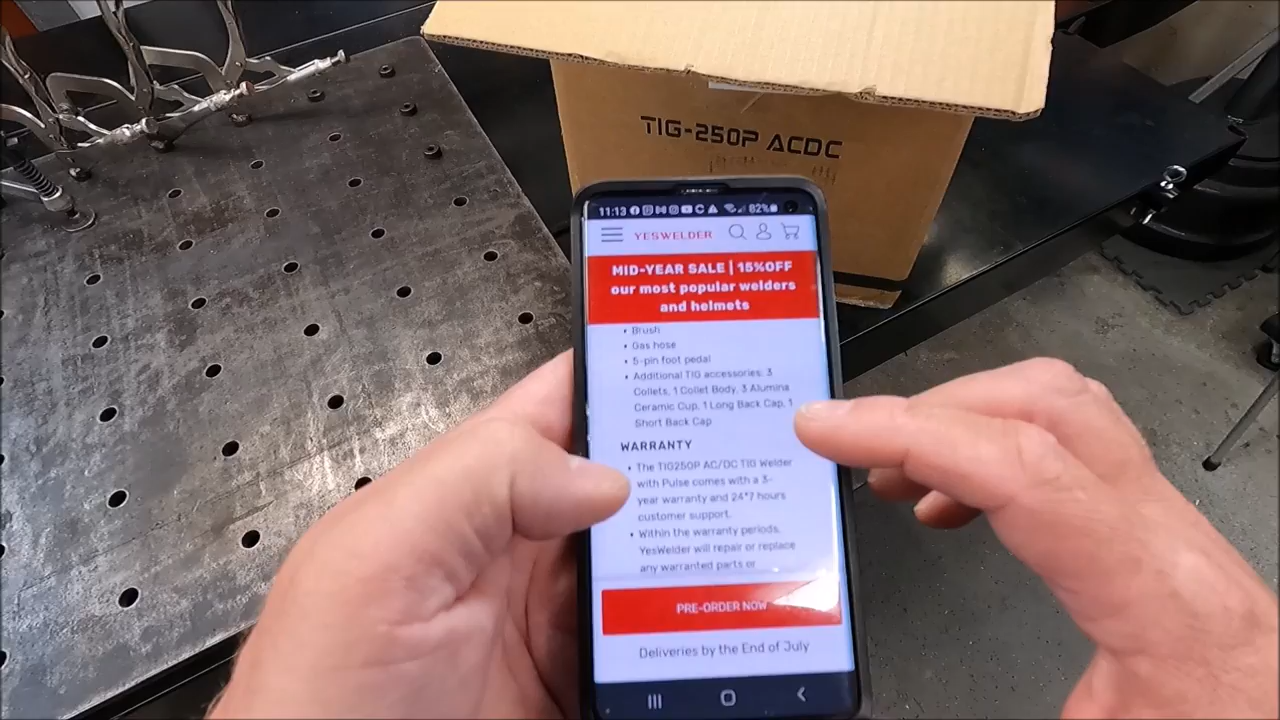 TIG-250P ACDC
11:13
82%
YESWELDER
MID-YEAR SALE | 15%OFF
our most popular welders
and helmets
• Brush
• Gas hose
• 5-pin foot pedal
• Additional TIG accessories: 3
Collets, 1 Collet Body, 3 Alumina
Ceramic Cup, 1 Long Back Cap, 1
Short Back Cap
WARRANTY
• The TIG250P AC/DC TIG Welder
with Pulse comes with a 3-
year warranty and 24*7 hours
customer support.
• Within the warranty periods,
YesWelder will repair or replace
any warranted parts or
PRE-ORDER NOW
Deliveries by the End of July